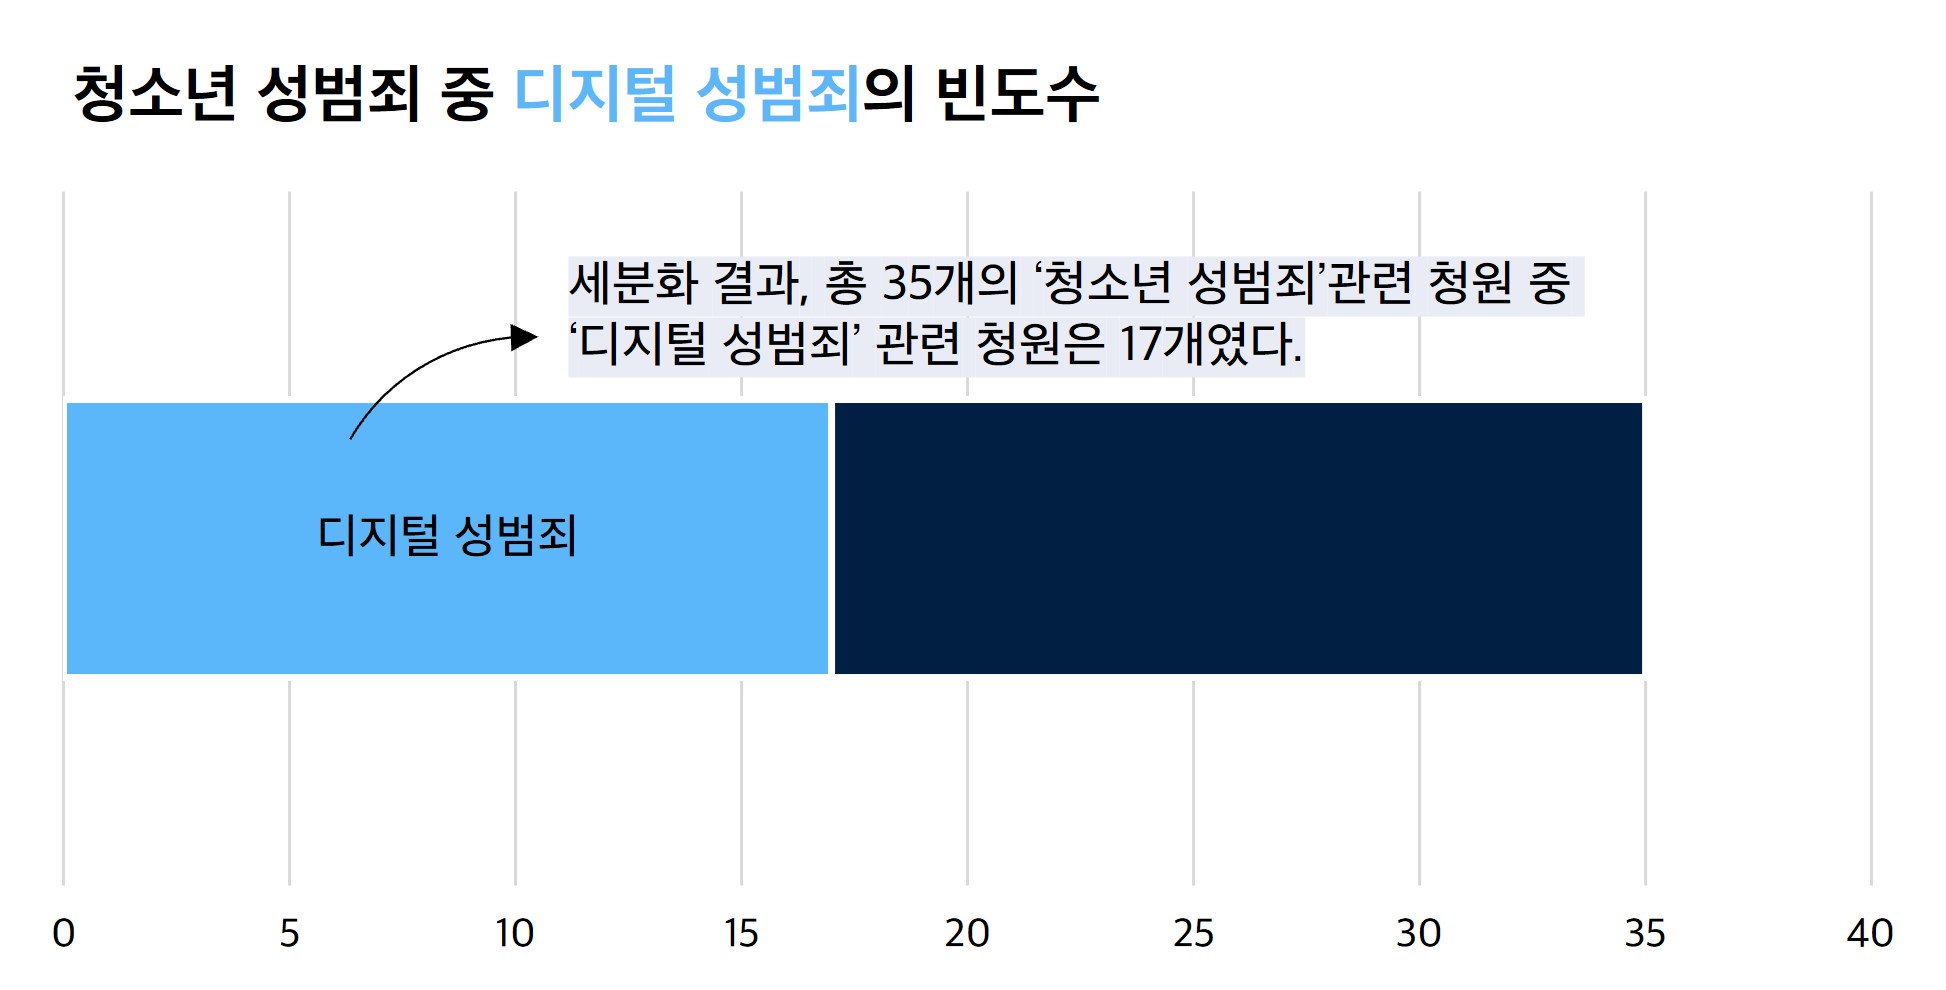 청소년 성범죄 중 디지털 성범죄의 빈도수
세분화 결과, 총 35개의 ‘청소년 성범죄’관련 청원 중
‘디지털 성범죄’ 관련 청원은 17개였다.
디지털 성범죄
0 5 10 15 20 25 30 35 40